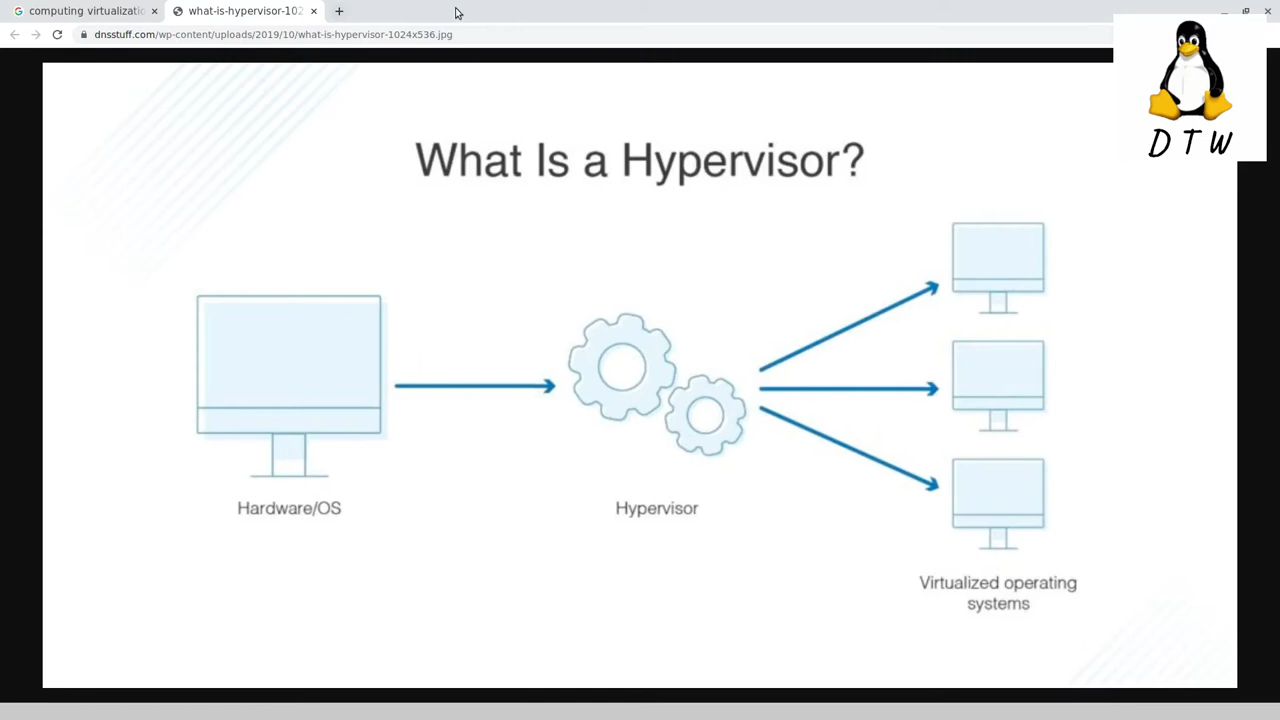 computing virtualizatio
what-is-hypervisor-102
dnsstuff.com/wp-content/uploads/2019/10/what-is-hypervisor-1024x536.jpg
DTW
What Is a Hypervisor?
Hardware/OS
Hypervisor
Virtualized operating
systems